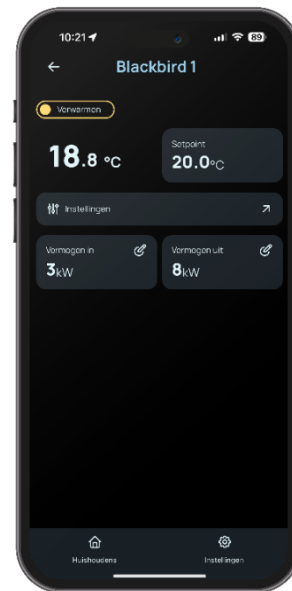 10:21
89
Blackbird 1
Verwarmen
18.8 °C
Setpoint
20.0°C
Instellingen
Vermogen in
3kW
Vermogen uit
8kW
Huishoudens
Instellingen